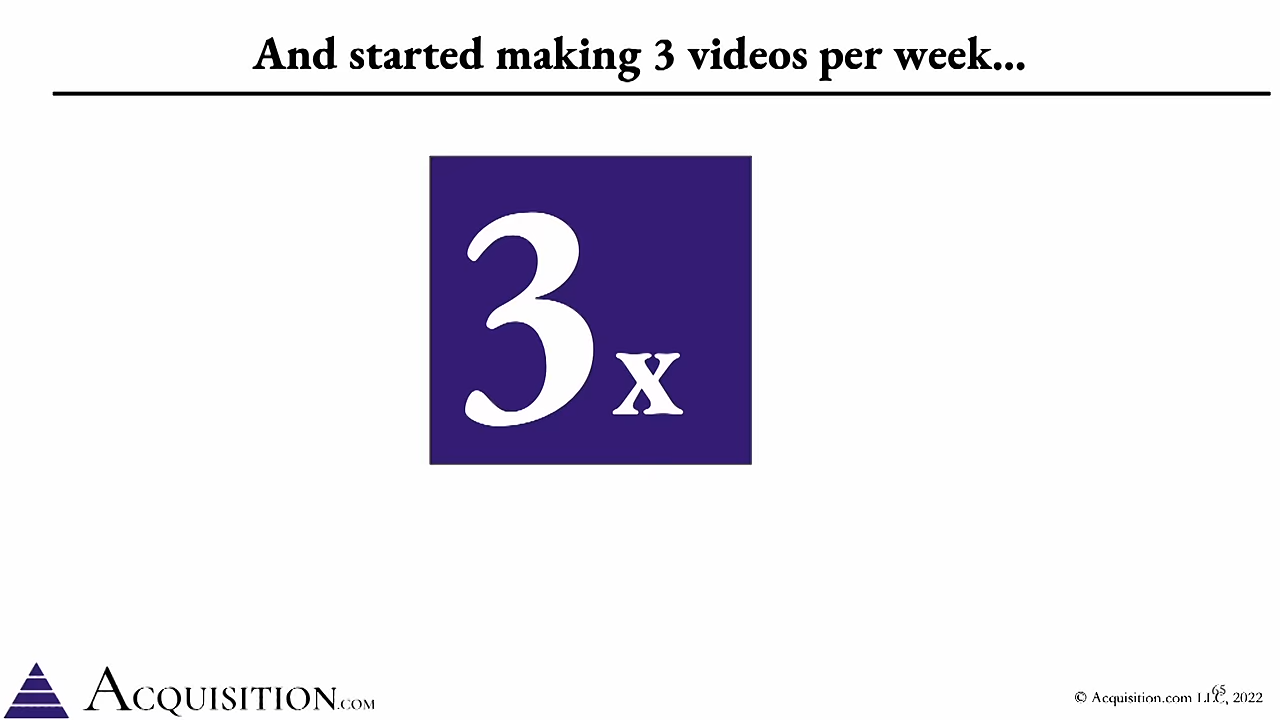 And started making 3 videos per week...
3x
ACQUISITION.COM
65
© Acquisition.com LLC, 2022